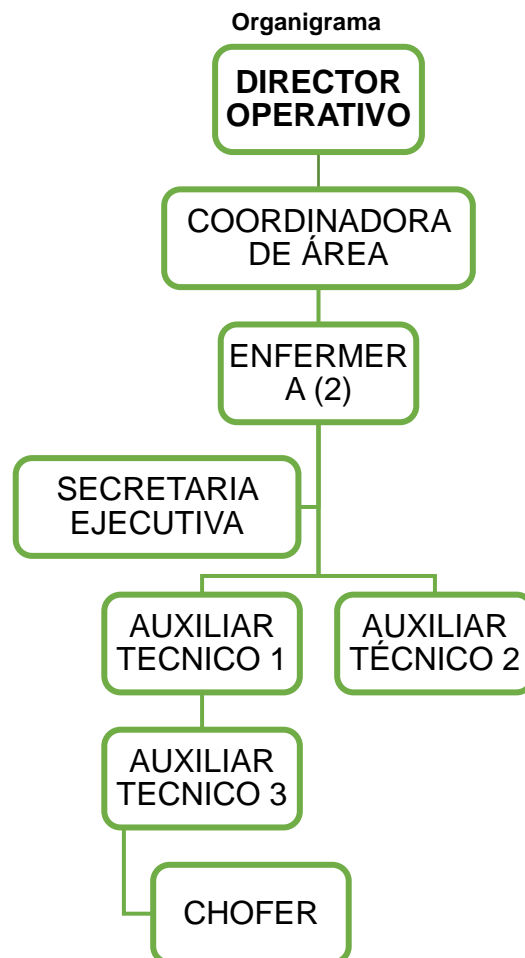 Organigrama
DIRECTOR
OPERATIVO
COORDINADORA
DE ÁREA
ENFERMER
A (2)
SECRETARIA
EJECUTIVA
AUXILIAR
TECNICO 1
AUXILIAR
TÉCNICO 2
AUXILIAR
TECNICO 3
CHOFER